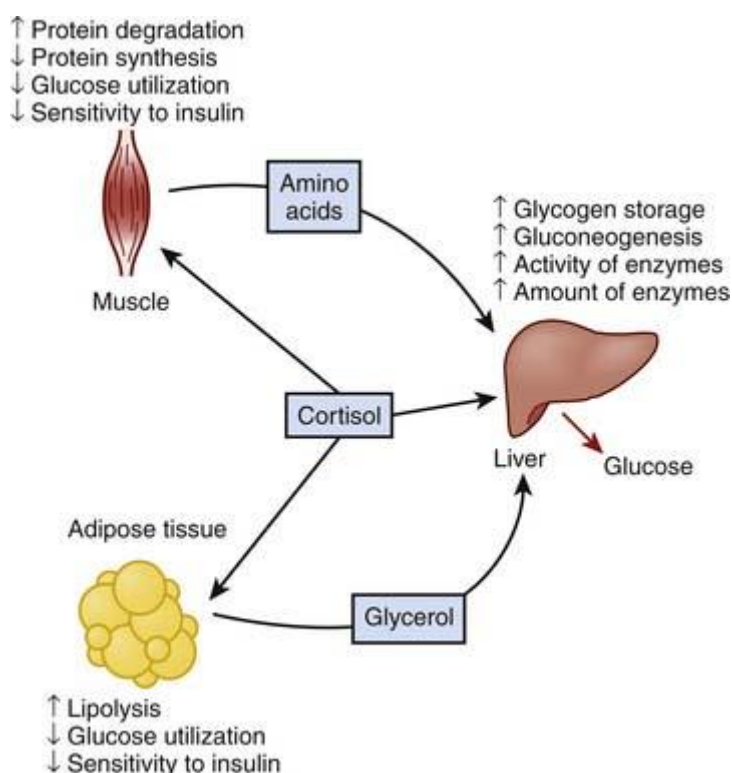 ↑ Protein degradation
↓ Protein synthesis
↓ Glucose utilization
↓ Sensitivity to insulin
Muscle
Amino
acids
↑ Glycogen storage
↑ Gluconeogenesis
↑ Activity of enzymes
↑ Amount of enzymes
Cortisol
Liver
Glucose
Adipose tissue
Glycerol
↑ Lipolysis
↓ Glucose utilization
↓ Sensitivity to insulin